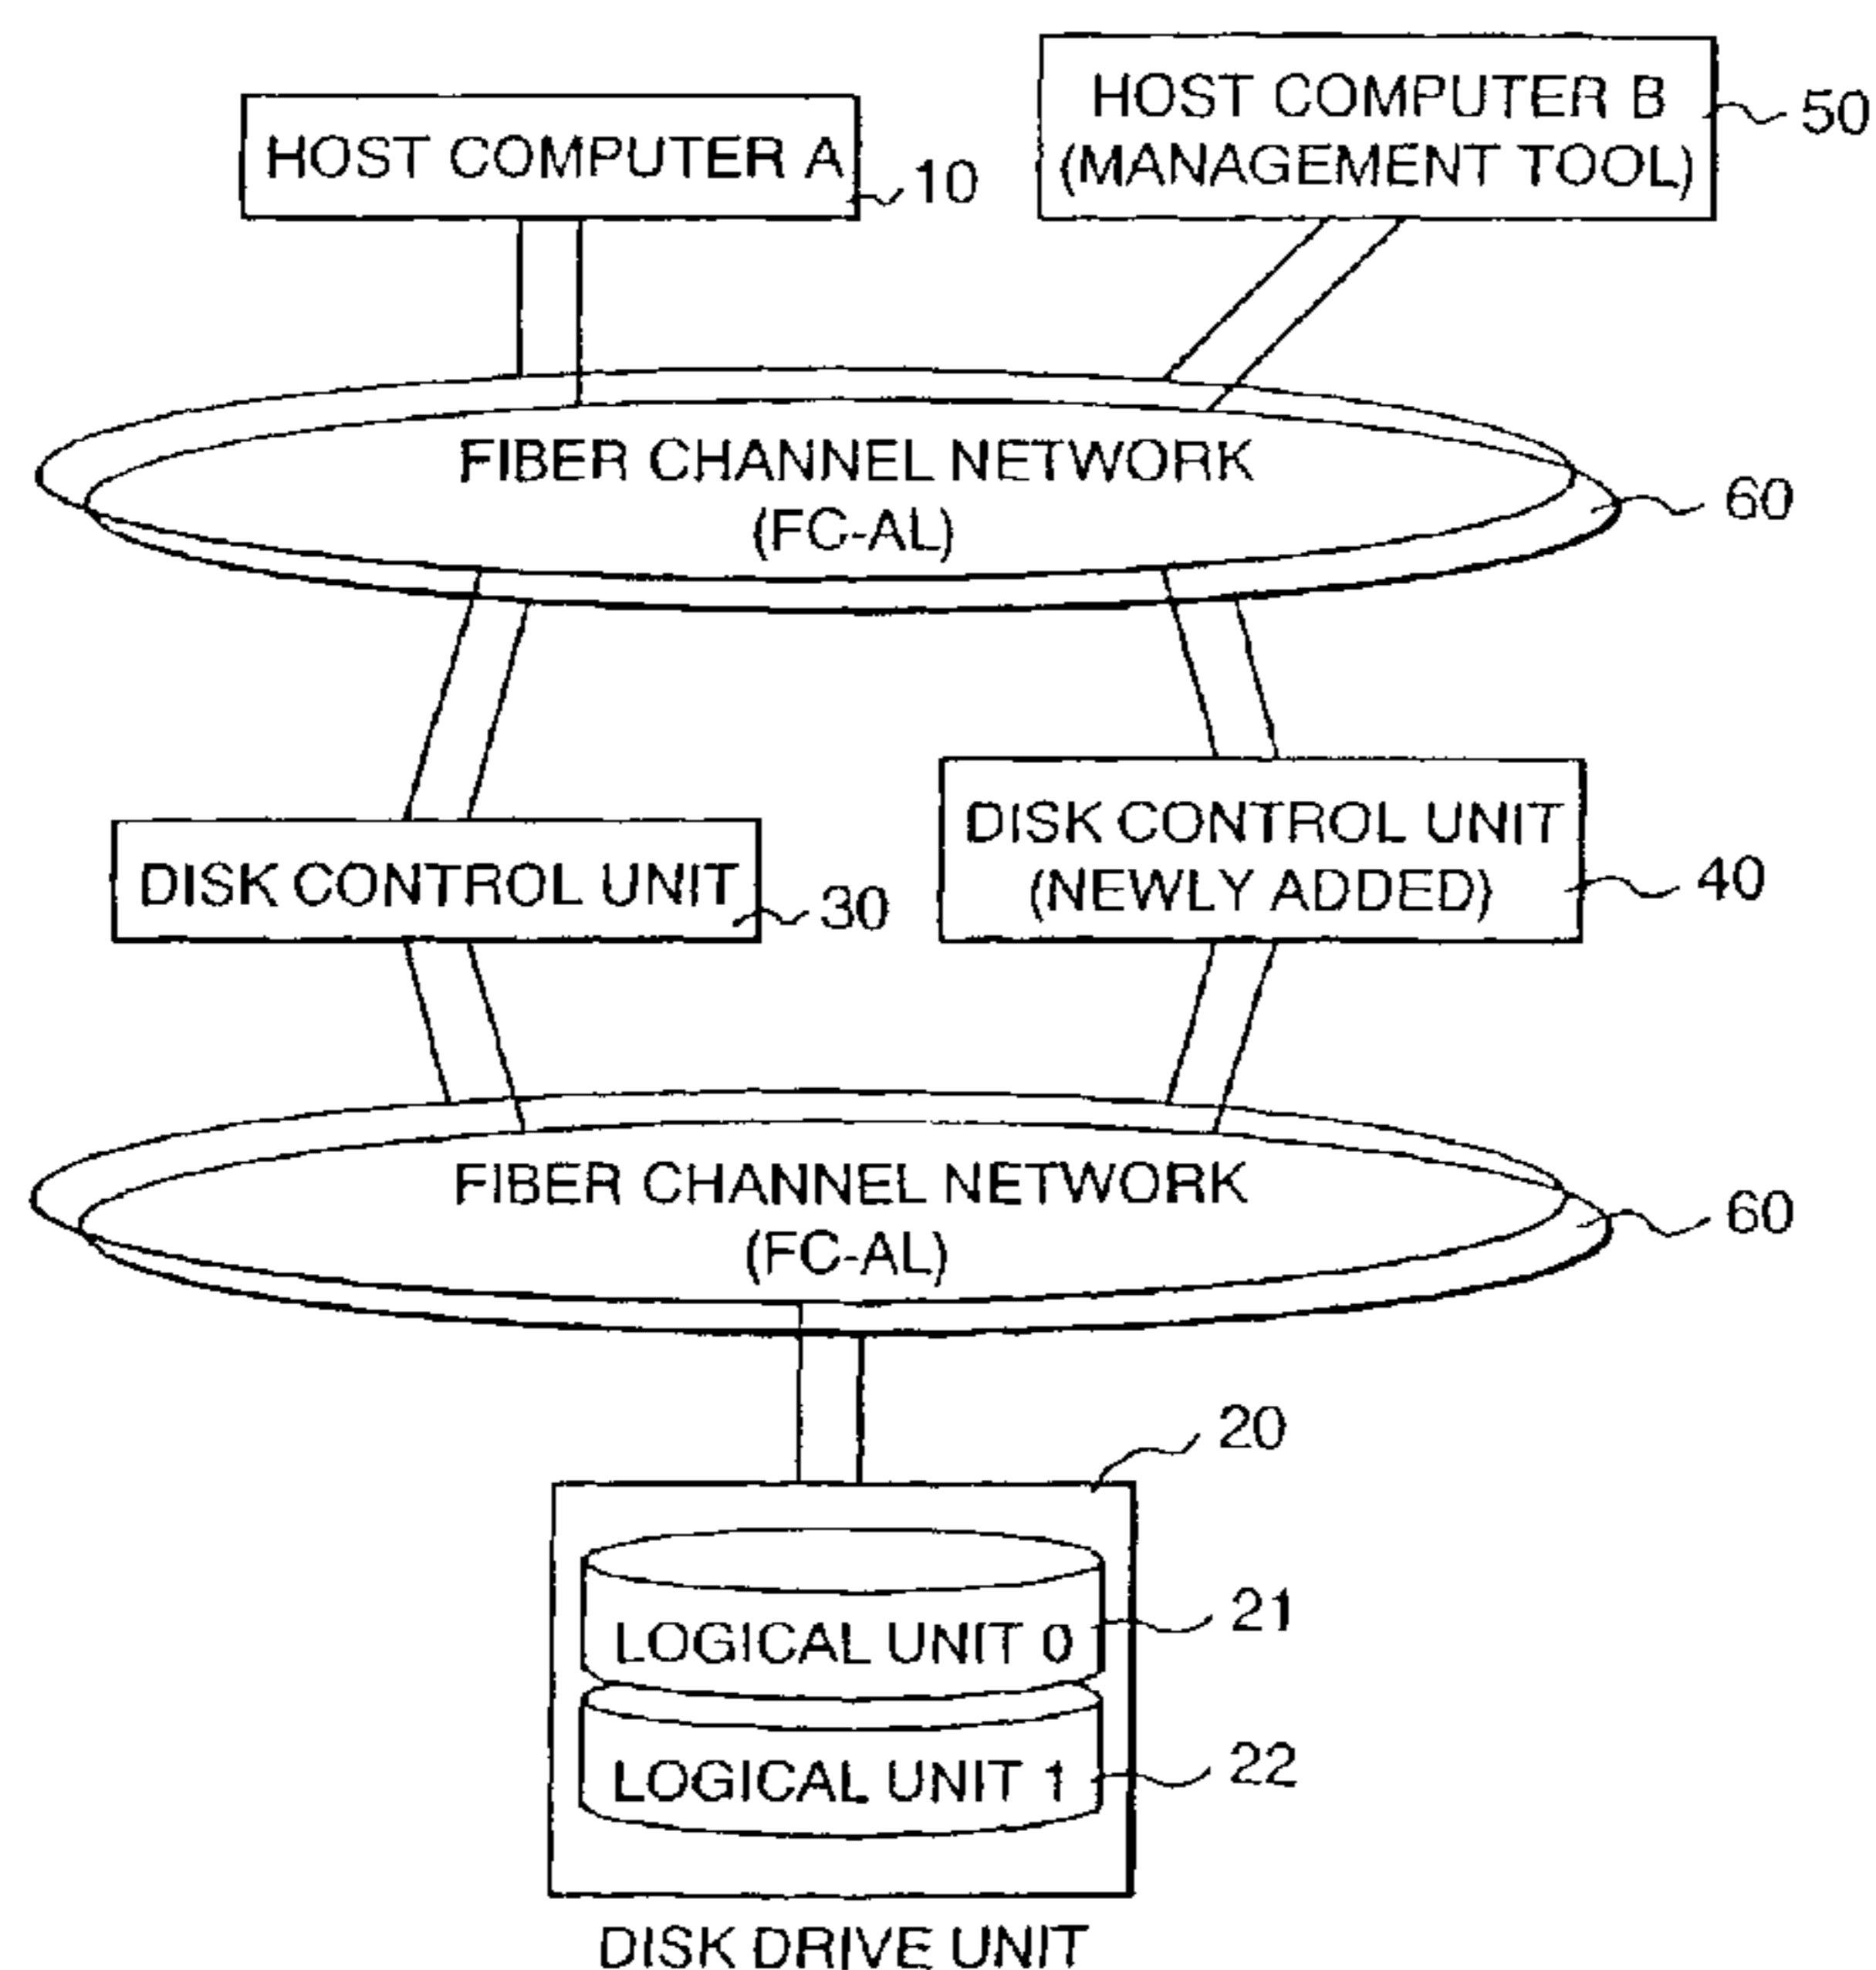 HOST COMPUTER A
10
HOST COMPUTER B
(MANAGEMENT TOOL)
50
FIBER CHANNEL NETWORK
(FC-AL)
60
DISK CONTROL UNIT
30
DISK CONTROL UNIT
(NEWLY ADDED)
40
FIBER CHANNEL NETWORK
(FC-AL)
60
20
LOGICAL UNIT 0
21
LOGICAL UNIT 1
22
DISK DRIVE UNIT